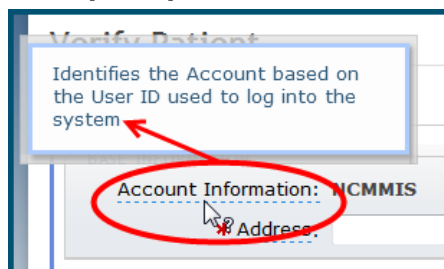 Verify Patient
Identifies the Account based on
the User ID used to log into the
system
Account Information: NCMMIS
* Address: